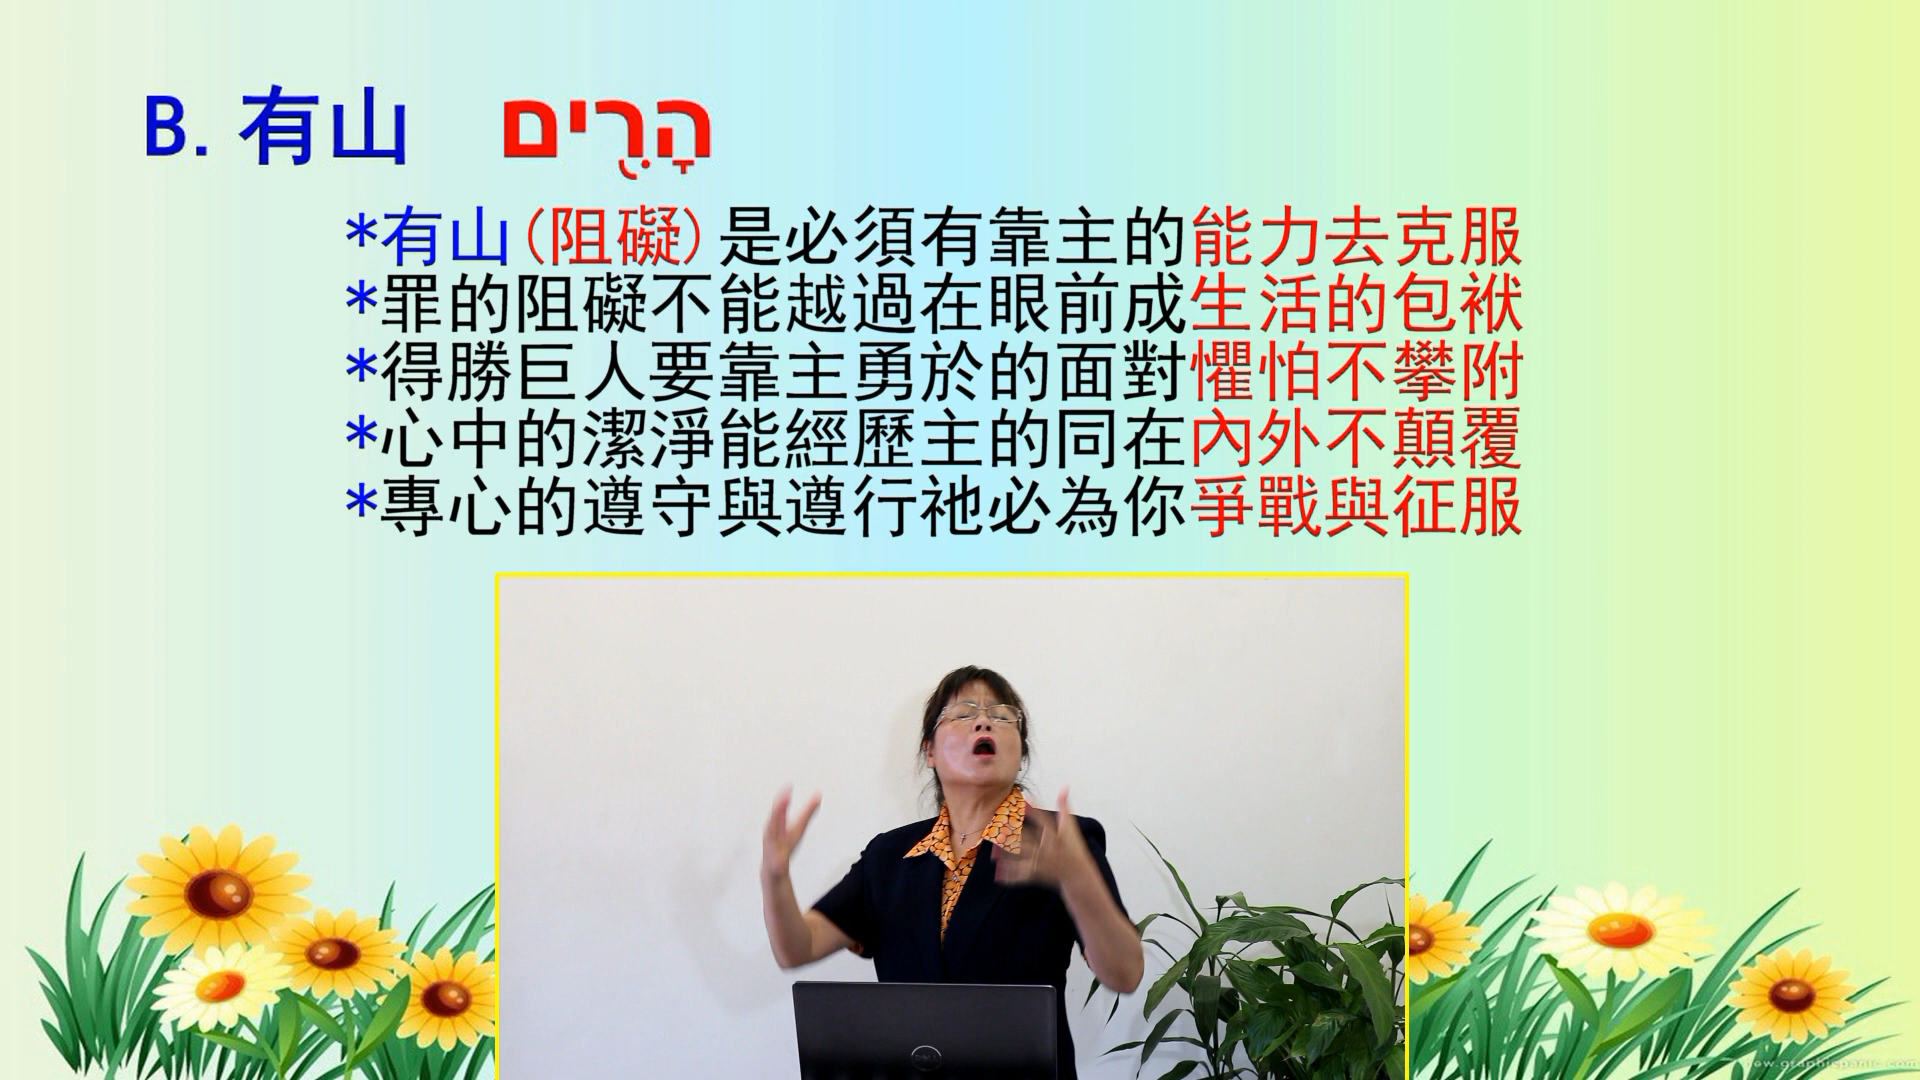 B.有山 הָרִ֖ים
*有山(阻礙)是必須有靠主的能力去克服
*罪的阻礙不能越過在眼前成生活的包袱
*得勝巨人要靠主勇於的面對懼怕不攀附
*心中的潔淨能經歷主的同在內外不顛覆
*專心的遵守與遵行祂必為你爭戰與征服
DELL